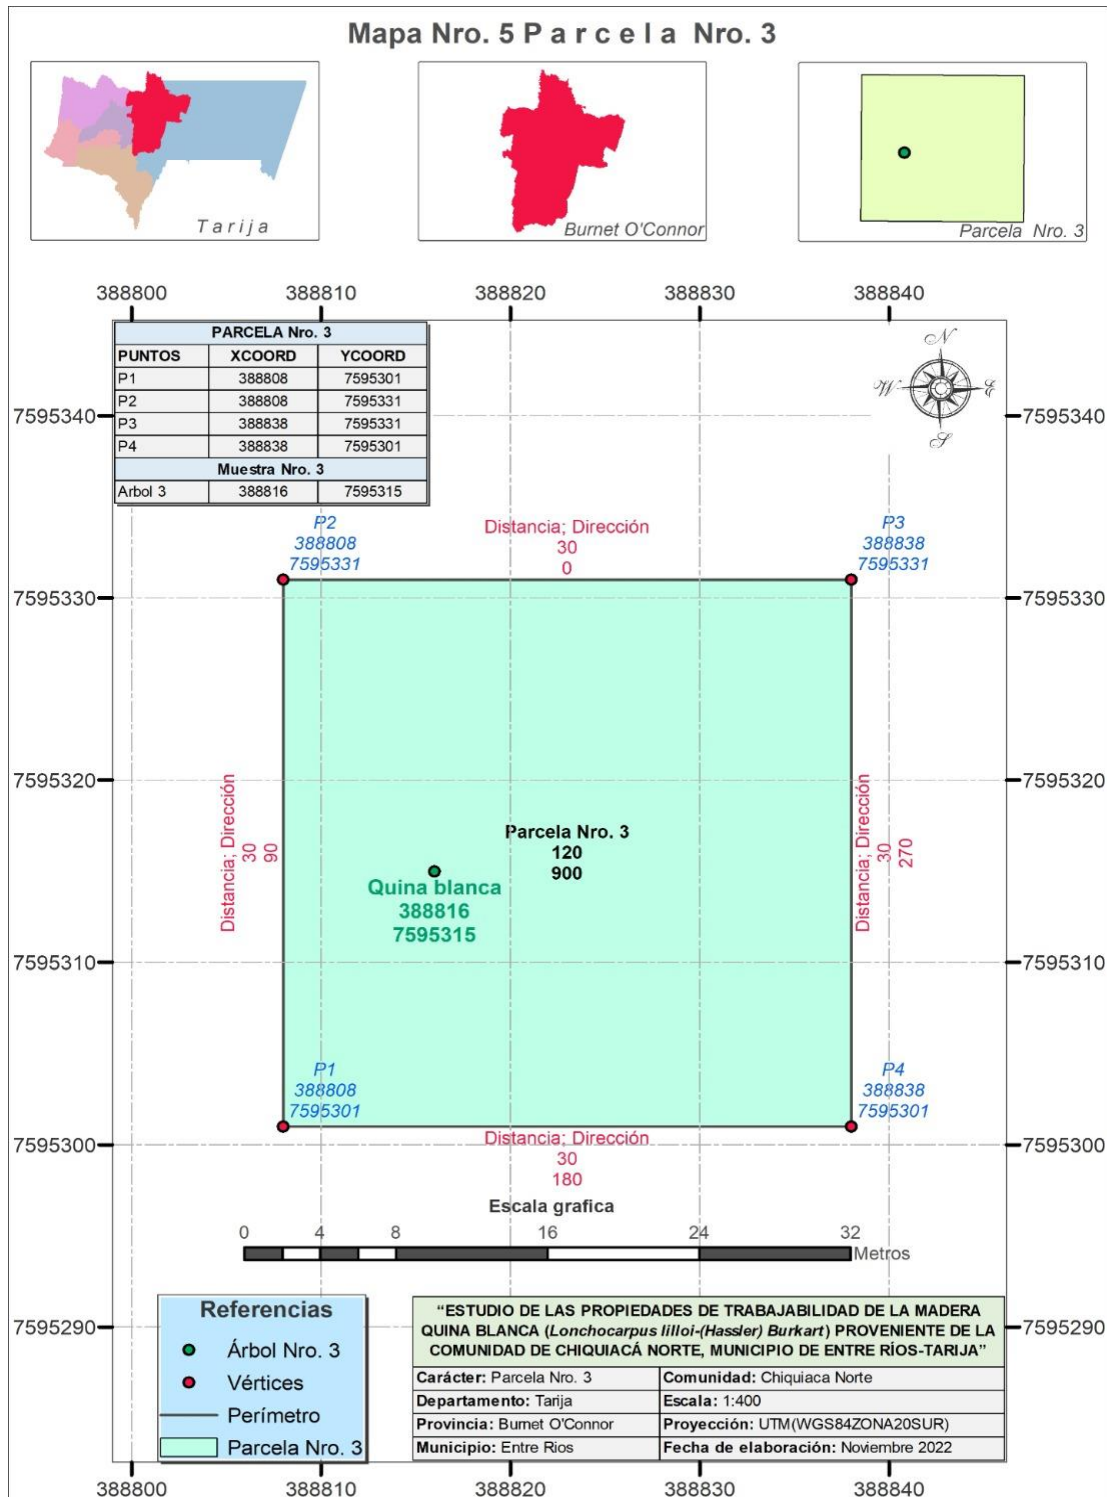 Mapa Nro. 5 P a r c e l a  Nro. 3
T a r i j a
Burnet O'Connor
Parcela Nro. 3
388800 388810 388820 388830 388840
PARCELA Nro. 3
PUNTOS XCOORD YCOORD
P1 388808 7595301
P2 388808 7595331
P3 388838 7595331
P4 388838 7595301
Muestra Nro. 3
Arbol 3 388816 7595315
N
W E
S
7595340 7595340
P2
388808
7595331
Distancia; Dirección
30
0
P3
388838
7595331
7595330 7595330
7595320 7595320
Distancia; Dirección
30
90
Parcela Nro. 3
120
900
Distancia; Dirección
30
270
Quina blanca
388816
7595315
7595310 7595310
P1
388808
7595301
P4
388838
7595301
7595300 7595300
Distancia; Dirección
30
180
Escala grafica
0 4 8 16 24 32
Metros
7595290 7595290
Referencias
Árbol Nro. 3
Vértices
Perímetro
Parcela Nro. 3
“ESTUDIO DE LAS PROPIEDADES DE TRABAJABILIDAD DE LA MADERA
QUINA BLANCA (Lonchocarpus lilloi-(Hassler) Burkart) PROVENIENTE DE LA
COMUNIDAD DE CHIQUIACÁ NORTE, MUNICIPIO DE ENTRE RÍOS-TARIJA”
Carácter: Parcela Nro. 3 Comunidad: Chiquiaca Norte
Departamento: Tarija Escala: 1:400
Provincia: Burnet O'Connor Proyección: UTM(WGS84ZONA20SUR)
Municipio: Entre Rios Fecha de elaboración: Noviembre 2022
388800 388810 388820 388830 388840